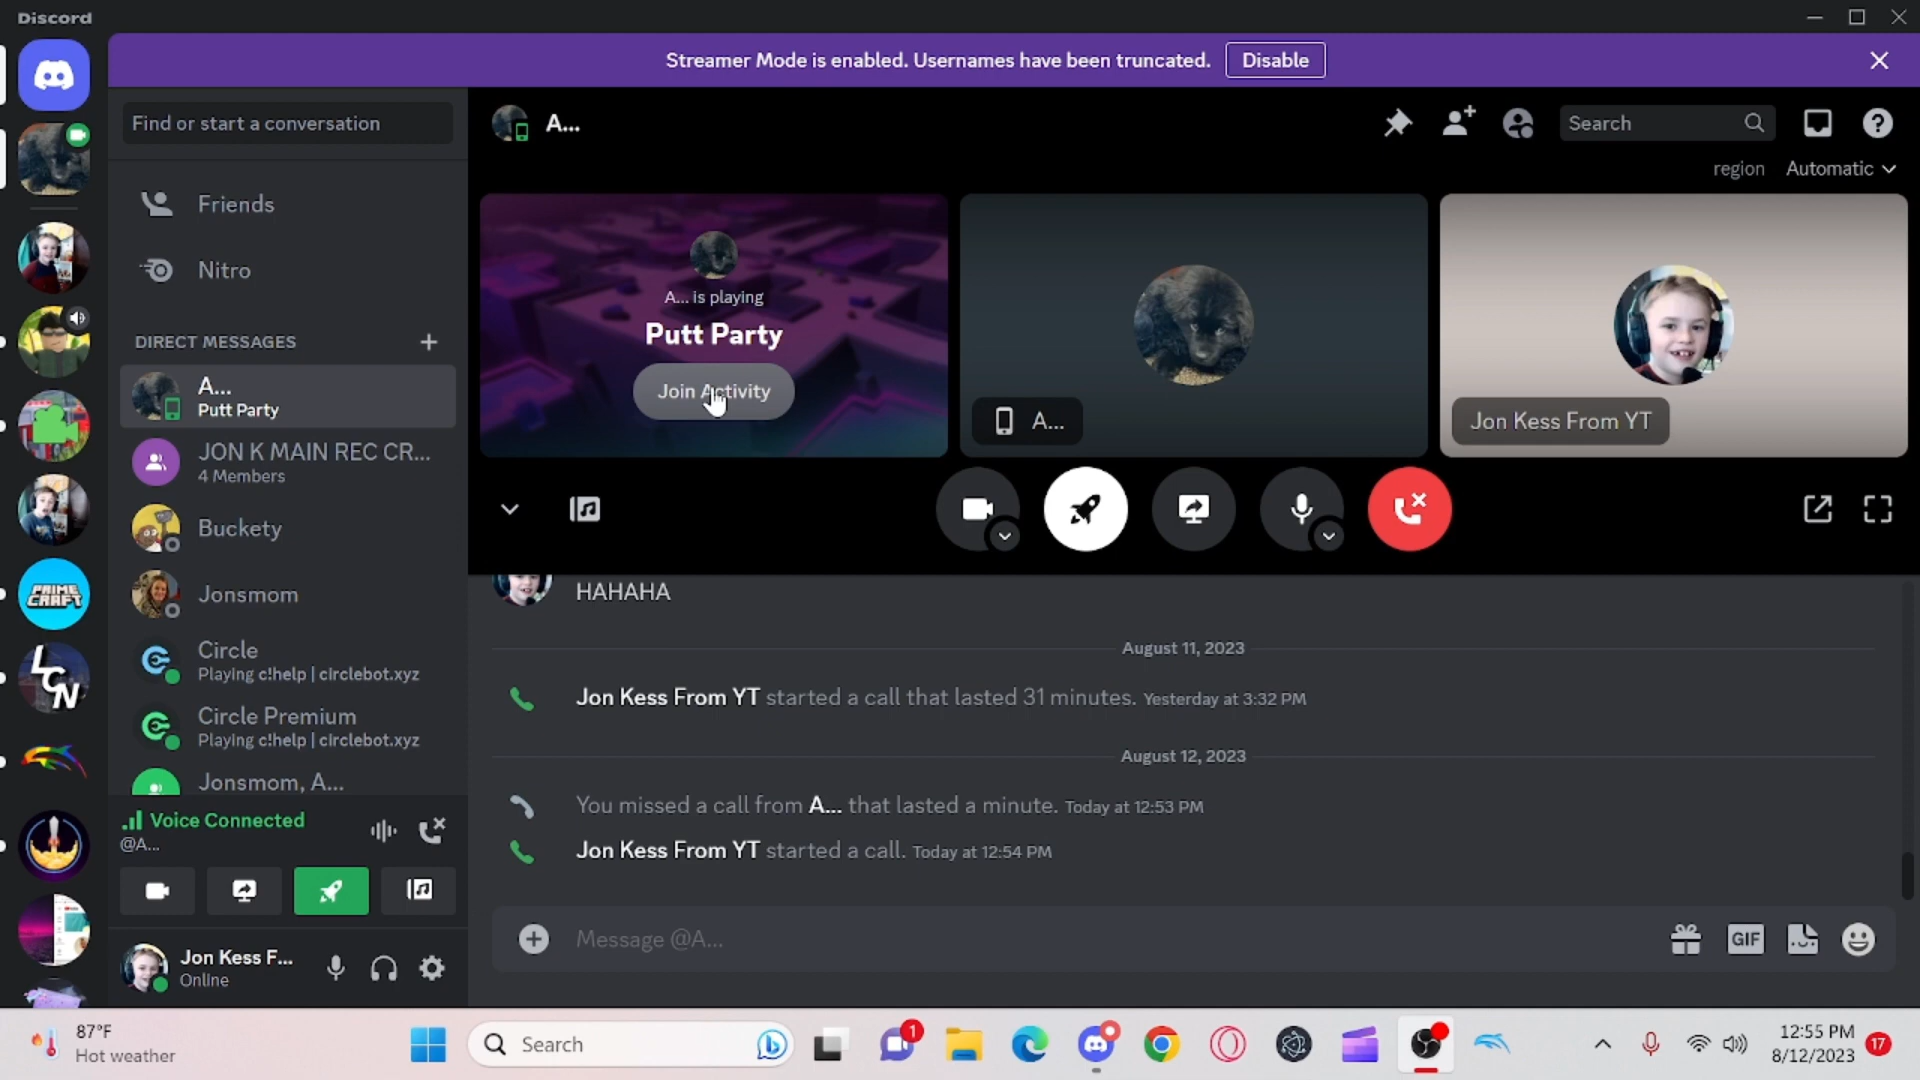 Discord
Streamer Mode is enabled. Usernames have been truncated.
Disable
Find or start a conversation
A...
Search
region
Automatic
Friends
Nitro
DIRECT MESSAGES
A...
Putt Party
JON K MAIN REC CR...
4 Members
Buckety
Jonsmom
Circle
Playing c!help | circlebot.xyz
Circle Premium
Playing c!help | circlebot.xyz
Jonsmom, A...
A... is playing
Putt Party
Join Activity
A...
Jon Kess From YT
HAHAHA
August 11, 2023
Jon Kess From YT started a call that lasted 31 minutes. Yesterday at 3:32 PM
August 12, 2023
You missed a call from A... that lasted a minute. Today at 12:53 PM
Jon Kess From YT started a call. Today at 12:54 PM
Message @A...
GIF
Voice Connected
@A...
Jon Kess F...
Online
PRIME
CRAFT
LCN
87°F
Hot weather
Search
1
12:55 PM
8/12/2023
17